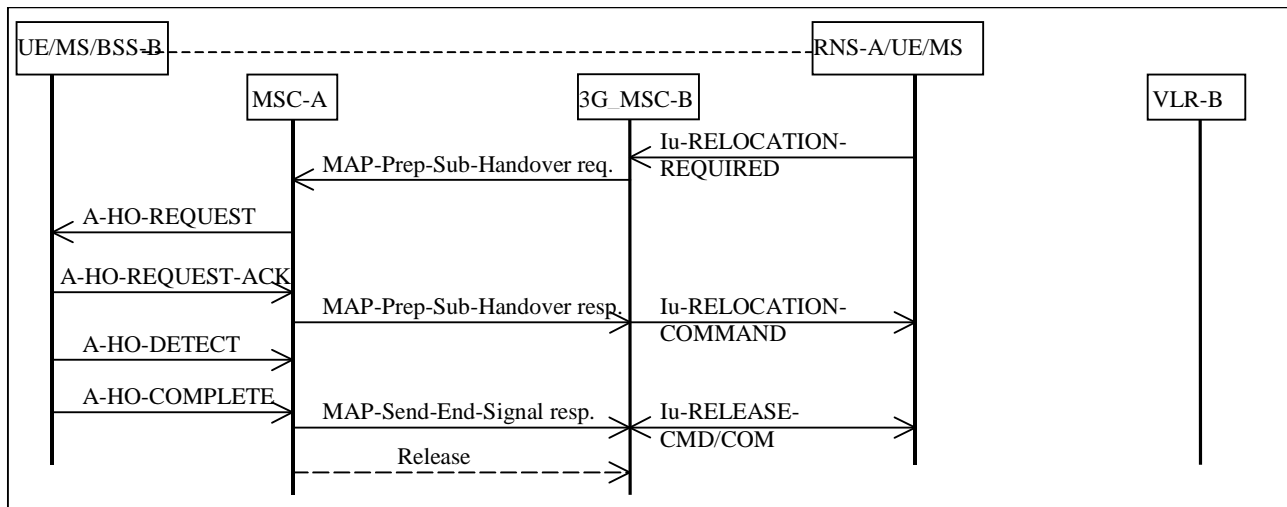 UE/MS/BSS-B
RNS-A/UE/MS
MSC-A
3G_MSC-B
VLR-B
Iu-RELOCATION-
REQUIRED
MAP-Prep-Sub-Handover req.
A-HO-REQUEST
A-HO-REQUEST-ACK
MAP-Prep-Sub-Handover resp.
Iu-RELOCATION-
COMMAND
A-HO-DETECT
A-HO-COMPLETE
MAP-Send-End-Signal resp.
Iu-RELEASE-
CMD/COM
Release